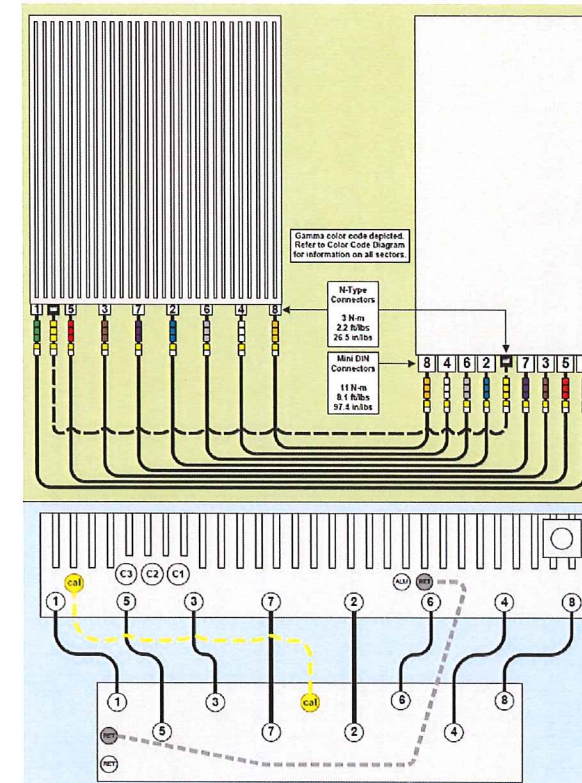 Gamma color code depicted.
Refer to Color Code Diagram
for information on all sectors.
N-Type
Connectors
3 N-m
2.2 ft/lbs
26.5 in/lbs
Mini DIN
Connectors
11 N-m
8.1 ft/lbs
97.4 in/lbs
1 5 3 7 2 6 4 8
8 4 6 2 7 3 5
C3 C2 C1
cal ALU RET
1 5 3 7 2 6 4 8
1 3 cal 6 8
5 7 2 4
RET
RET